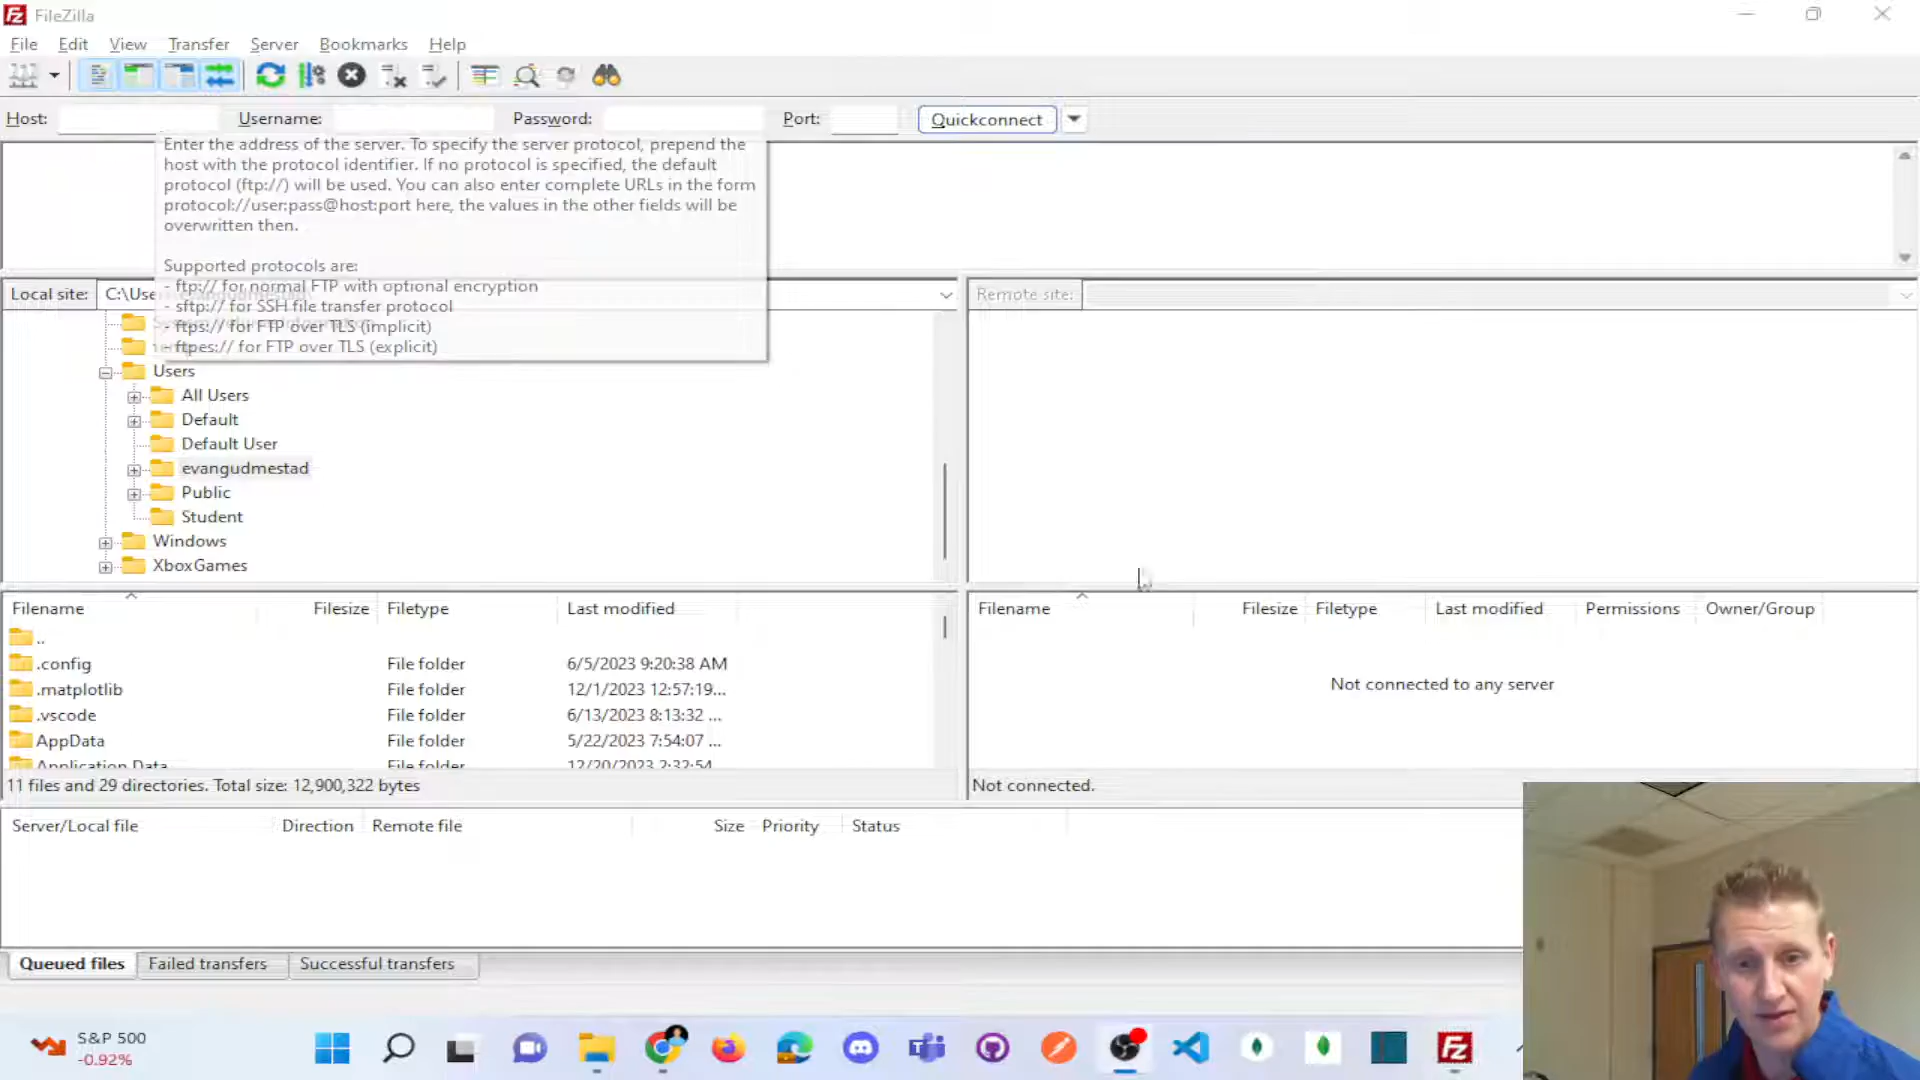 FileZilla
File Edit View Transfer Server Bookmarks Help
Host: Username: Password: Port: Quickconnect
Enter the address of the server. To specify the server protocol, prepend the
host with the protocol identifier. If no protocol is specified, the default
protocol (ftp://) will be used. You can also enter complete URLs in the form
protocol://user:pass@host:port here, the values in the other fields will be
overwritten then.
Supported protocols are:
- ftp:// for normal FTP with optional encryption
- sftp:// for SSH file transfer protocol
- ftps:// for FTP over TLS (implicit)
- ftpes:// for FTP over TLS (explicit)
Local site: C:\Use
Remote site:
Users
All Users
Default
Default User
evangudmestad
Public
Student
Windows
XboxGames
Filename Filesize Filetype Last modified
..
.config File folder 6/5/2023 9:20:38 AM
.matplotlib File folder 12/1/2023 12:57:19...
.vscode File folder 6/13/2023 8:13:32 ...
AppData File folder 5/22/2023 7:54:07 ...
Application Data File folder 12/20/2023 2:32:54
11 files and 29 directories. Total size: 12,900,322 bytes
Filename Filesize Filetype Last modified Permissions Owner/Group
Not connected to any server
Not connected.
Server/Local file Direction Remote file Size Priority Status
Queued files Failed transfers Successful transfers
S&P 500
-0.92%